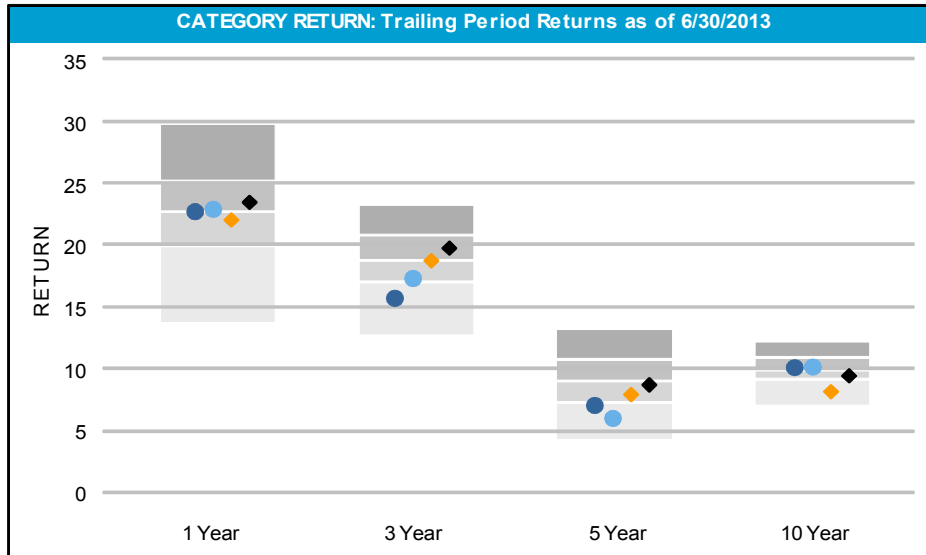 CATEGORY RETURN: Trailing Period Returns as of 6/30/2013
35
30
25
20
15
10
5
0
RETURN
1 Year
3 Year
5 Year
10 Year